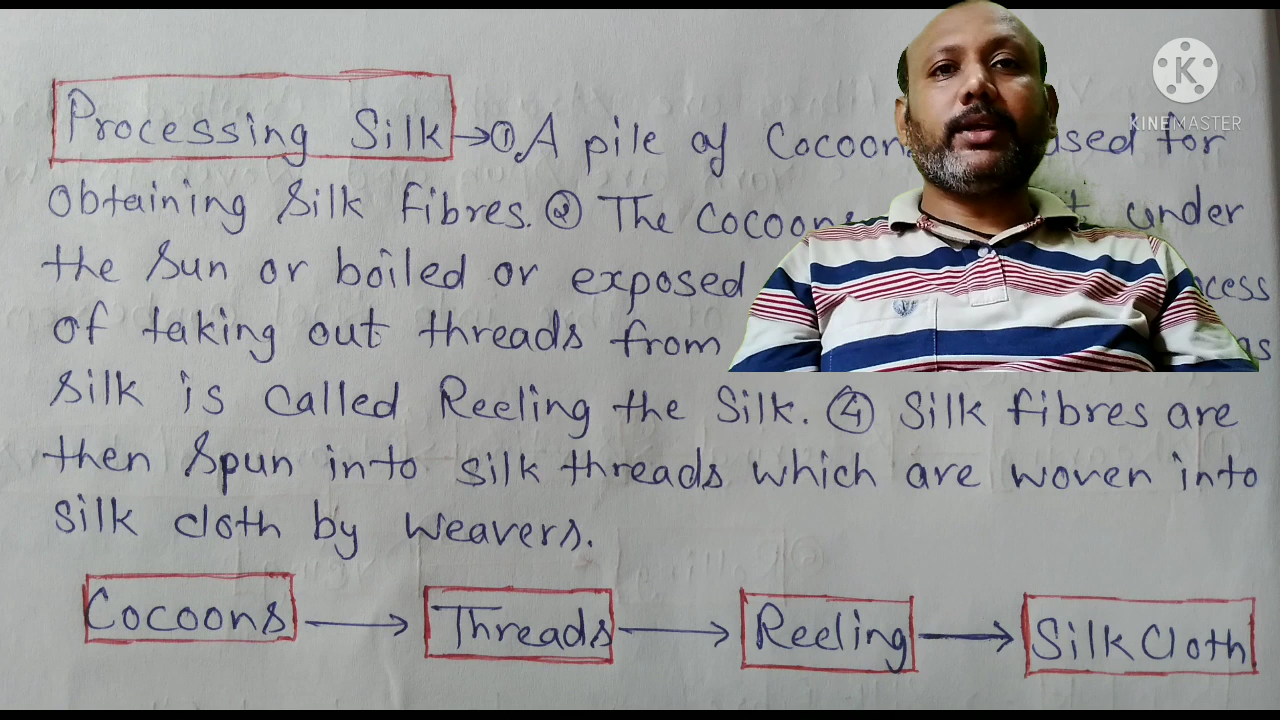 Processing Silk → ① A pile of Cocoon used for
KINEMASTER
obtaining Silk fibres. ② The Cocoons under
the Sun or boiled or exposed
of taking out threads from as
Silk is called Reeling the Silk. ④ Silk fibres are
then Spun into silk threads which are woven into
Silk cloth by weavers.
Cocoons → Threads → Reeling → Silk Cloth